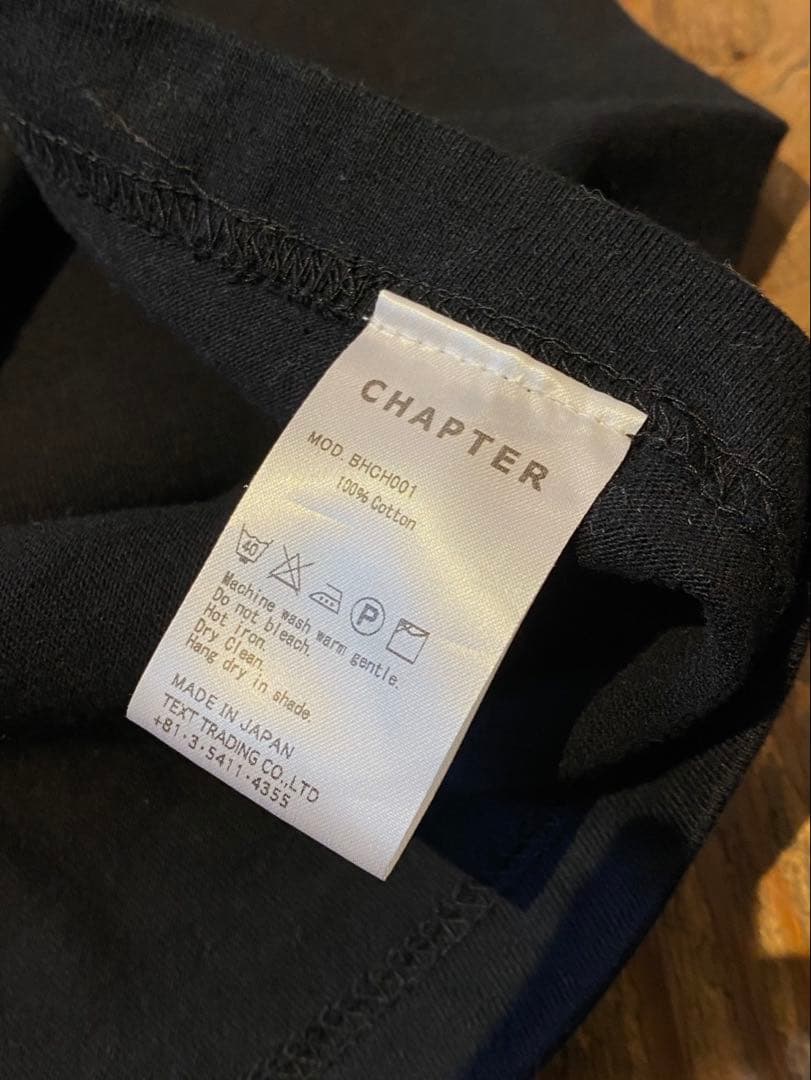 CHAPTER
MOD. BHCH001
100% Cotton
40
P
Machine wash warm gentle.
Do not bleach.
Hot iron.
Dry Clean.
Hang dry in shade.
MADE IN JAPAN
TEXT TRADING CO.,LTD
+81·3·5411·4355